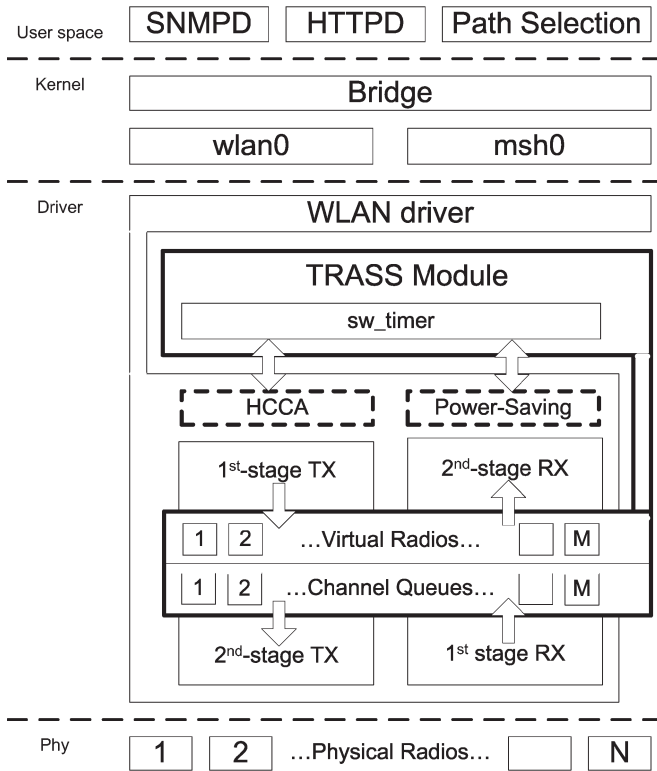 User space SNMPD HTTPD Path Selection
Kernel
Bridge
wlan0 msh0
Driver
WLAN driver
TRASS Module
sw_timer
HCCA Power-Saving
1st-stage TX 2nd-stage RX
1 2 ...Virtual Radios... M
1 2 ...Channel Queues... M
2nd-stage TX 1st stage RX
Phy 1 2 ...Physical Radios... N